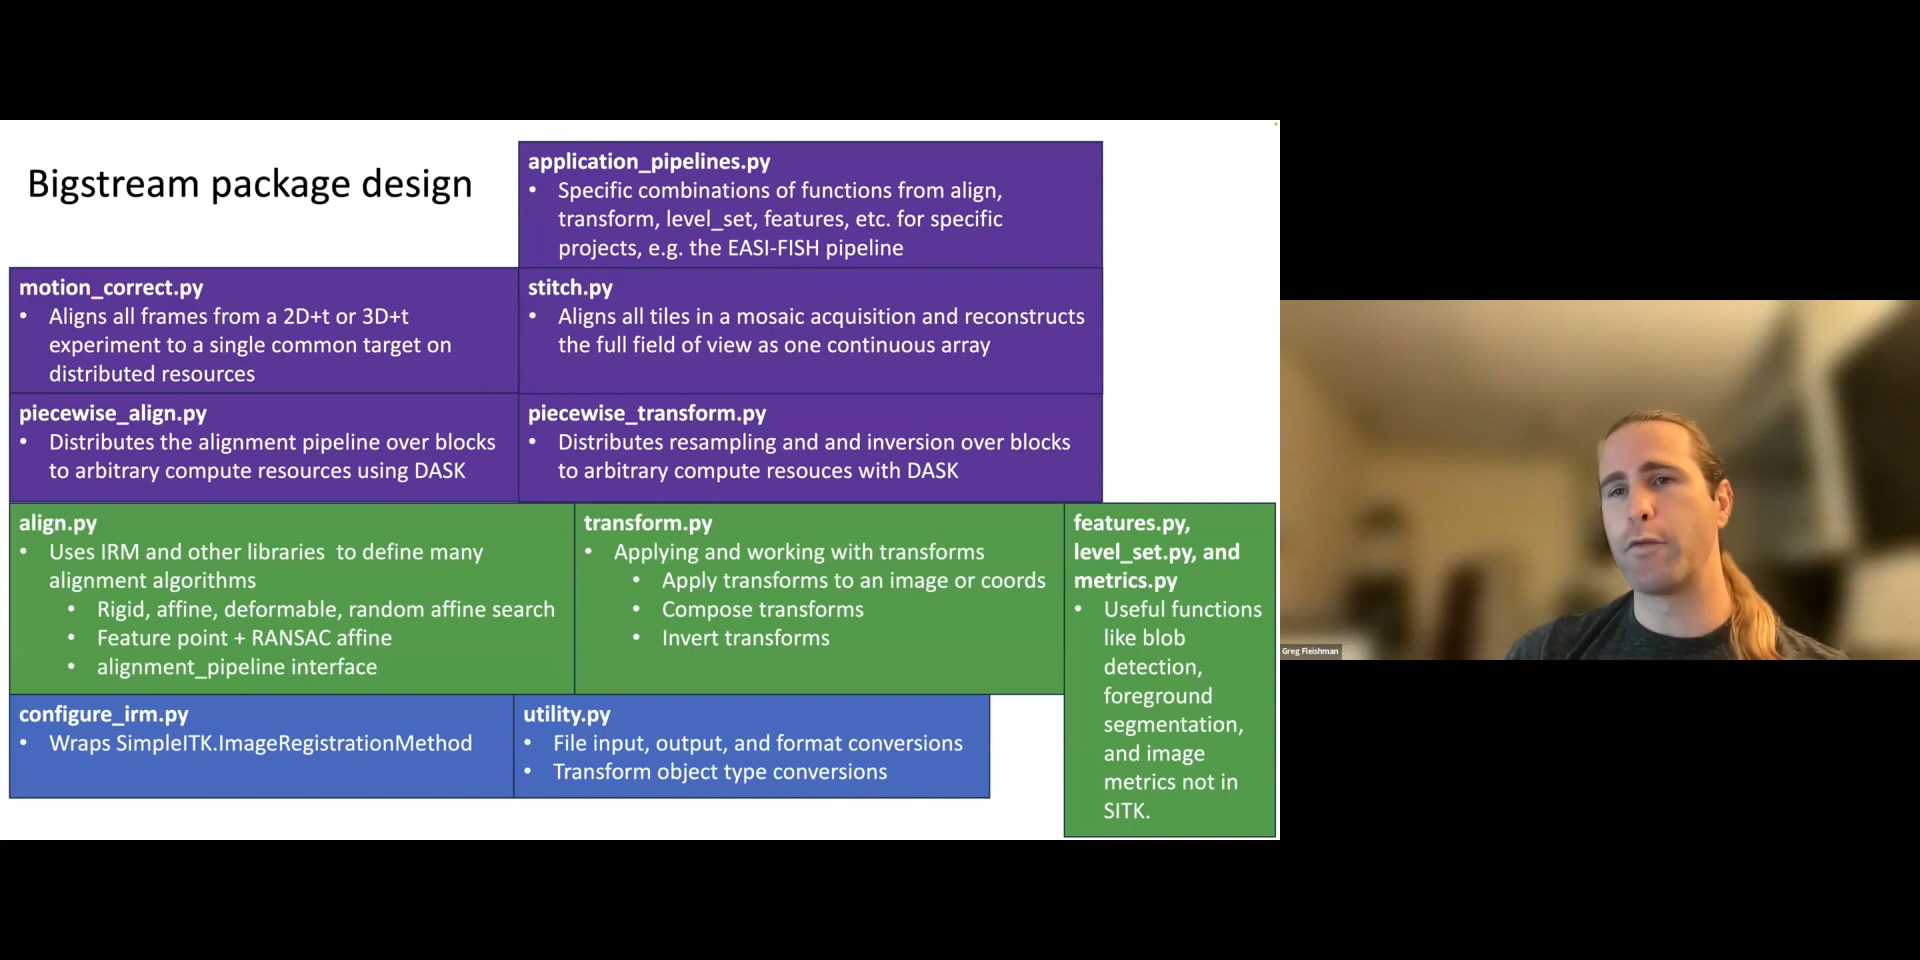 Bigstream package design
application_pipelines.py
• Specific combinations of functions from align,
transform, level_set, features, etc. for specific
projects, e.g. the EASI-FISH pipeline
motion_correct.py
• Aligns all frames from a 2D+t or 3D+t
experiment to a single common target on
distributed resources
stitch.py
• Aligns all tiles in a mosaic acquisition and reconstructs
the full field of view as one continuous array
piecewise_align.py
• Distributes the alignment pipeline over blocks
to arbitrary compute resources using DASK
piecewise_transform.py
• Distributes resampling and and inversion over blocks
to arbitrary compute resouces with DASK
align.py
• Uses IRM and other libraries  to define many
alignment algorithms
• Rigid, affine, deformable, random affine search
• Feature point + RANSAC affine
• alignment_pipeline interface
transform.py
• Applying and working with transforms
• Apply transforms to an image or coords
• Compose transforms
• Invert transforms
features.py,
level_set.py, and
metrics.py
• Useful functions
like blob
detection,
foreground
segmentation,
and image
metrics not in
SITK.
configure_irm.py
• Wraps SimpleITK.ImageRegistrationMethod
utility.py
• File input, output, and format conversions
• Transform object type conversions
Greg Fleishman